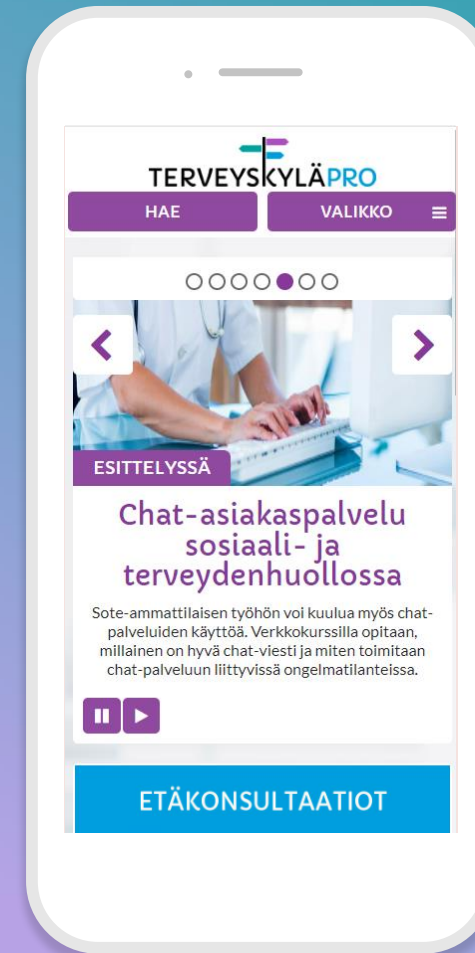 TERVEYSKYLÄPRO
HAE
VALIKKO
ESITTELYSSÄ
Chat-asiakaspalvelu
sosiaali- ja
terveydenhuollossa
Sote-ammattilaisen työhön voi kuulua myös chat-
palveluiden käyttöä. Verkkokurssilla opitaan,
millainen on hyvä chat-viesti ja miten toimitaan
chat-palveluun liittyvissä ongelmatilanteissa.
ETÄKONSULTAATIOT